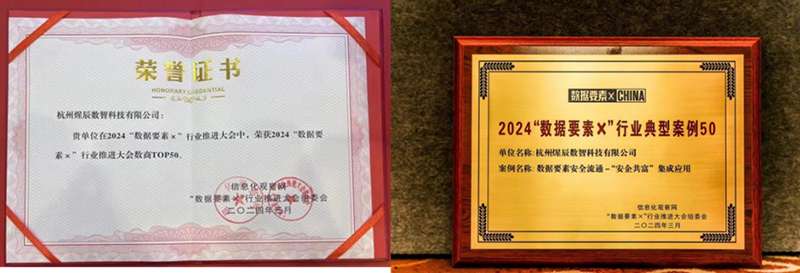 荣誉证书
HONORARY CREDENTIAL
杭州煋辰数智科技有限公司：
贵单位在2024“数据要素×”行业推进大会中，荣获2024“数据要
素×”行业推进大会数商TOP50。
信息化观察网
“数据要素×”行业推进大会组委会
二〇二四年三月
数据要素×CHINA
2024“数据要素×”行业典型案例50
单位名称：杭州煋辰数智科技有限公司
案例名称：数据要素安全流通-“安全共富”集成应用
信息化观察网
“数据要素×”行业推进大会组委会
二〇二四年三月